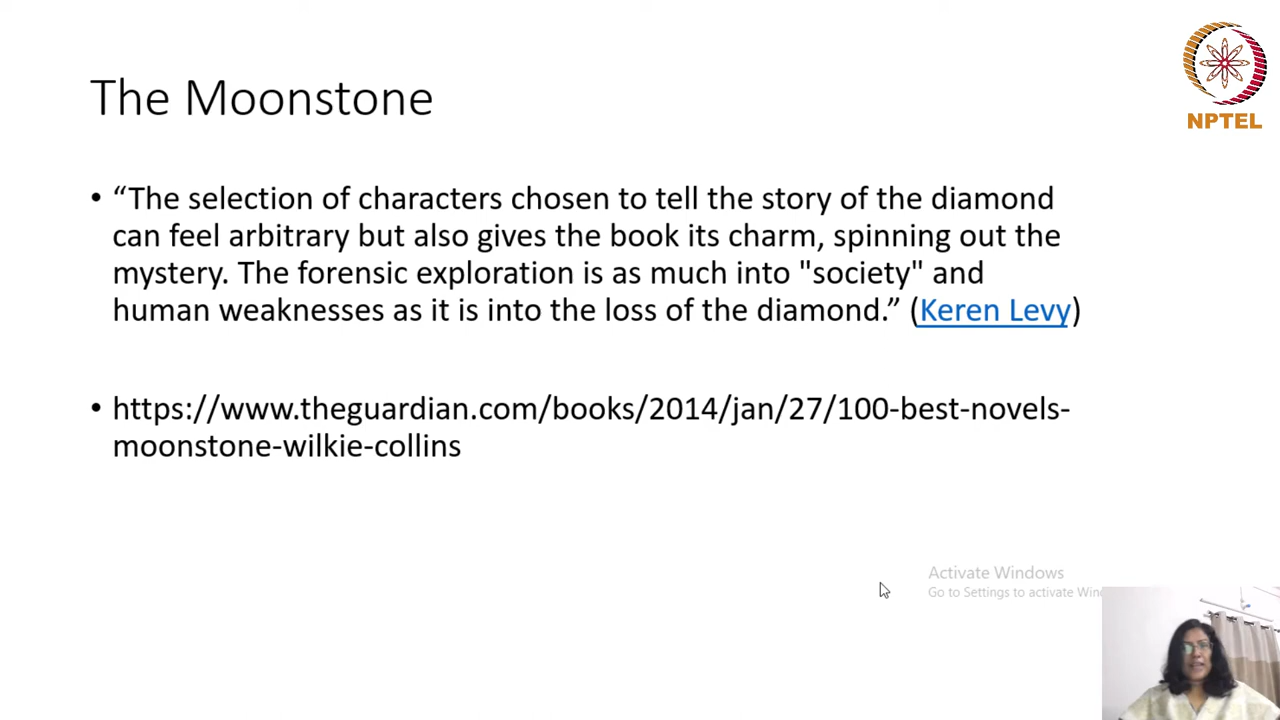 The Moonstone
NPTEL
• “The selection of characters chosen to tell the story of the diamond
can feel arbitrary but also gives the book its charm, spinning out the
mystery. The forensic exploration is as much into "society" and
human weaknesses as it is into the loss of the diamond.” (Keren Levy)
• https://www.theguardian.com/books/2014/jan/27/100-best-novels-
moonstone-wilkie-collins
Activate Windows
Go to Settings to activate